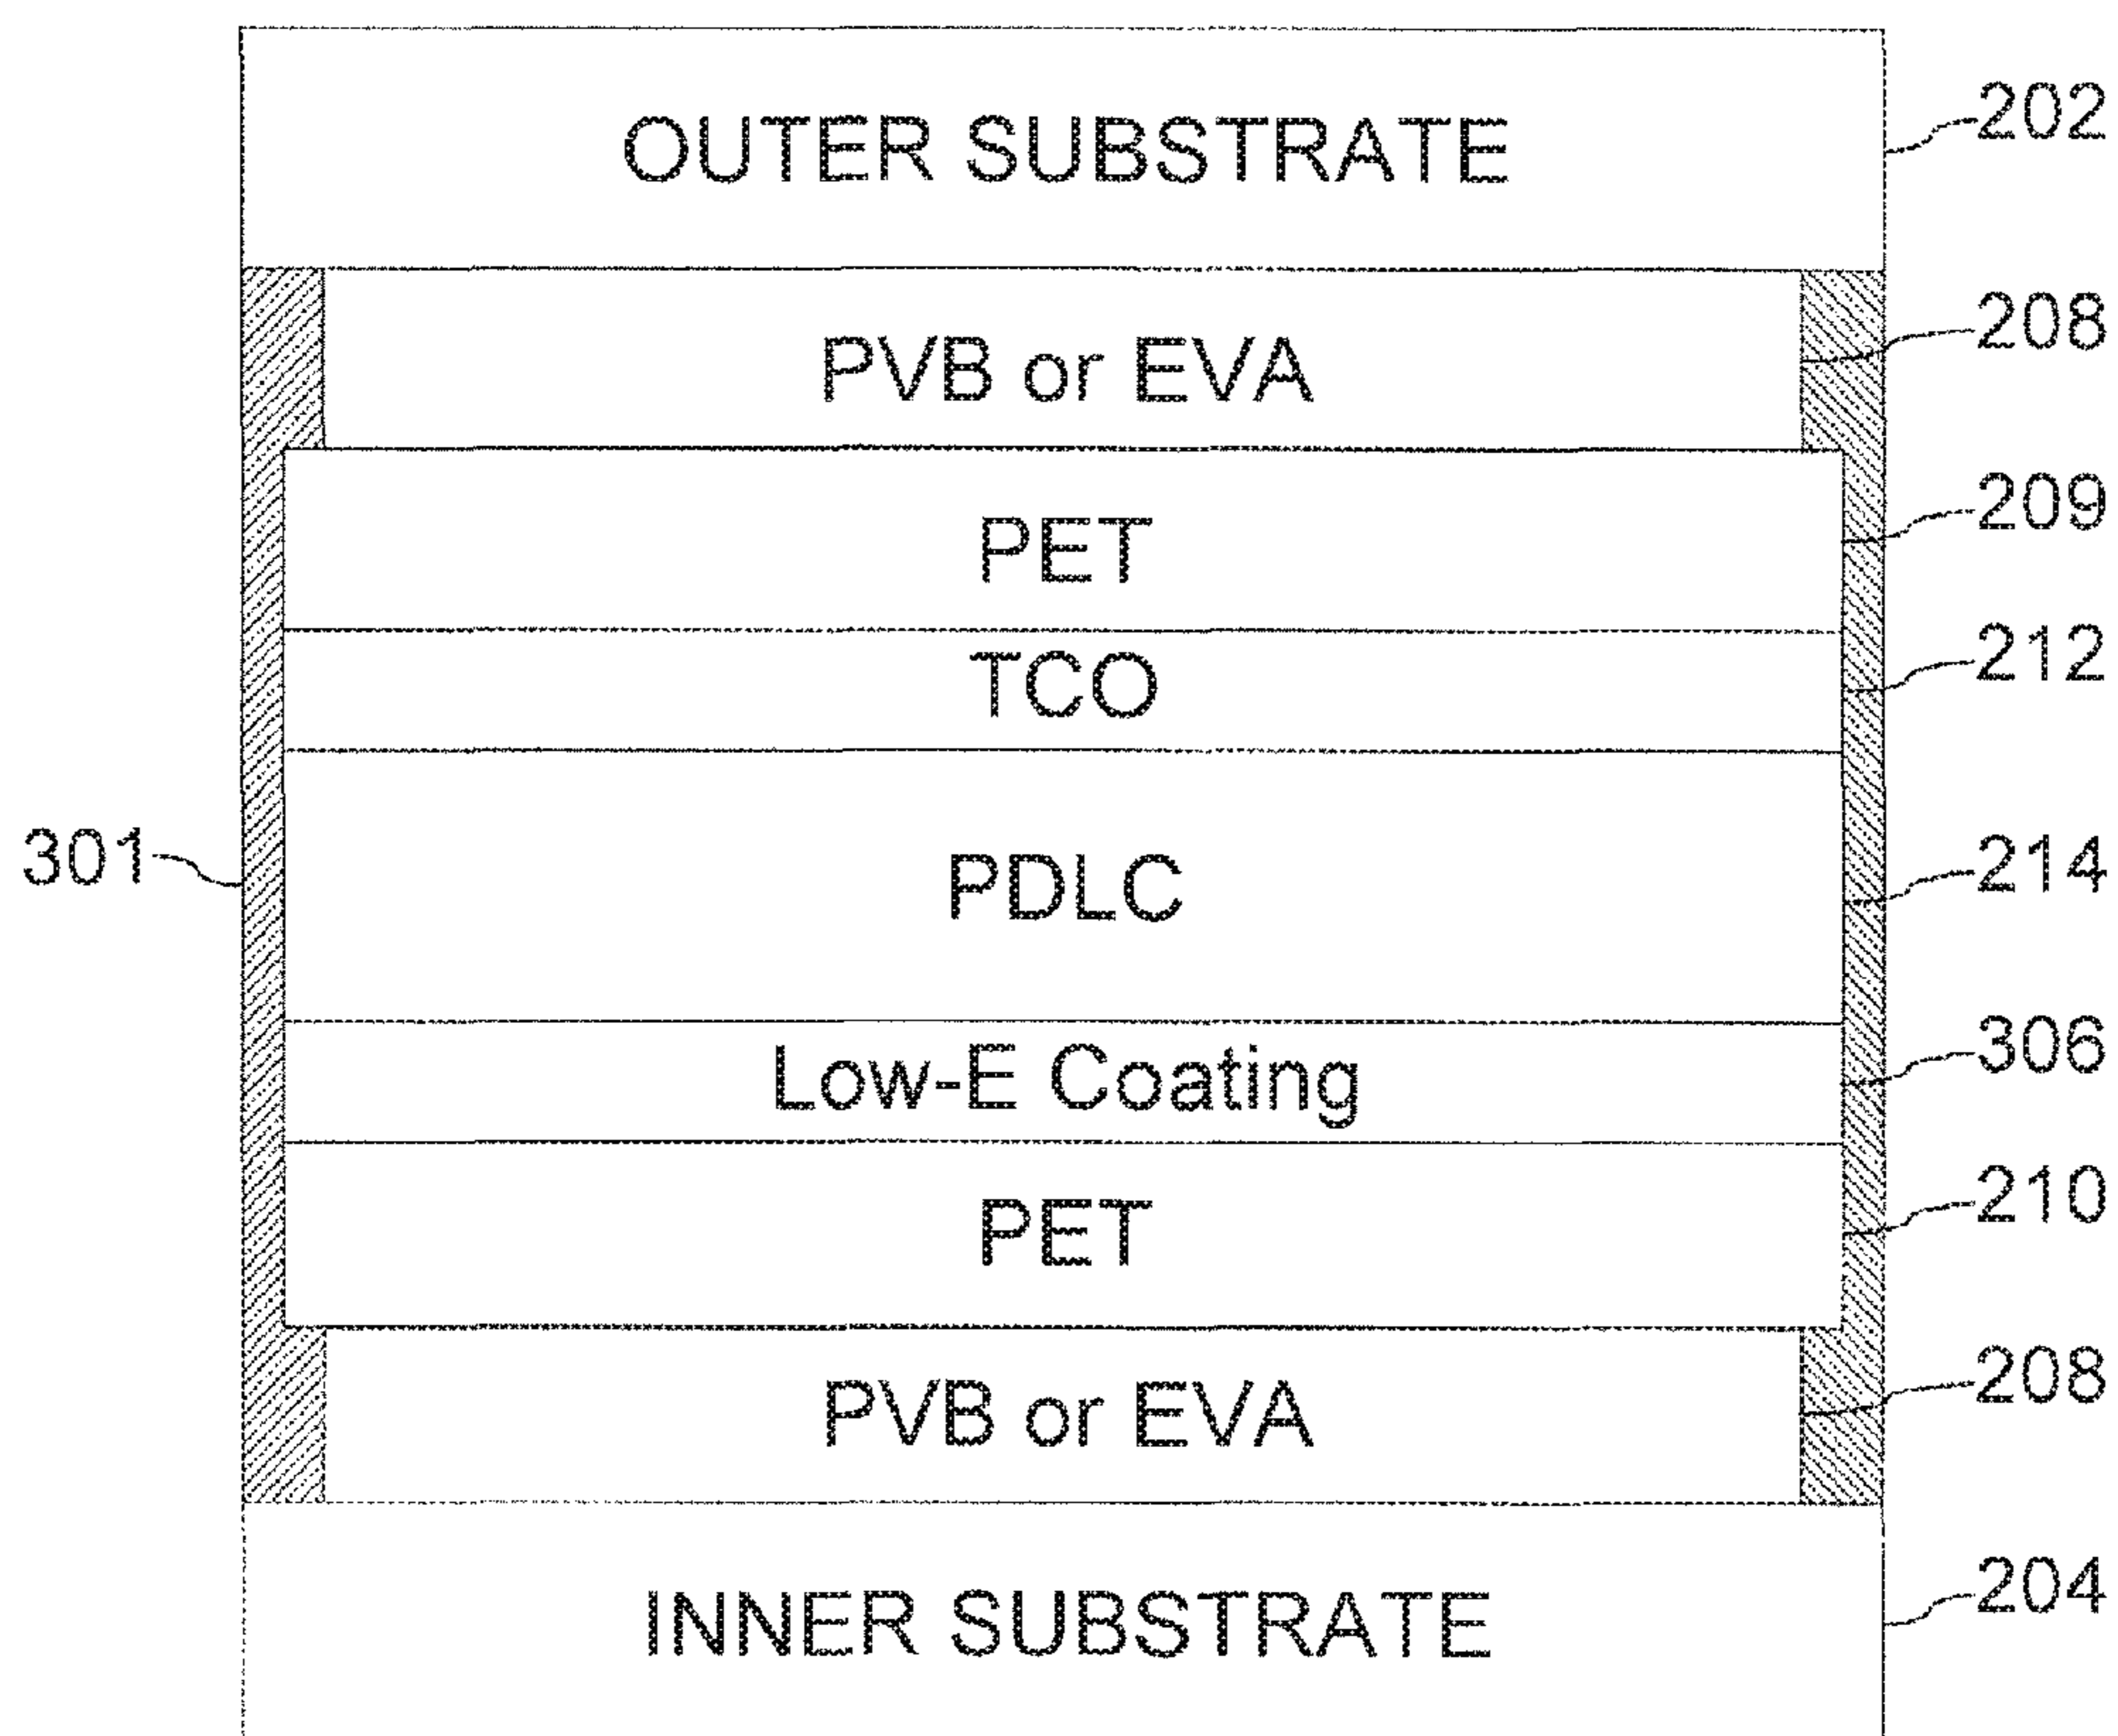 OUTER SUBSTRATE
202
PVB or EVA
208
PET
209
TCO
212
301
PDLC
214
Low-E Coating
306
PET
210
PVB or EVA
208
INNER SUBSTRATE
204